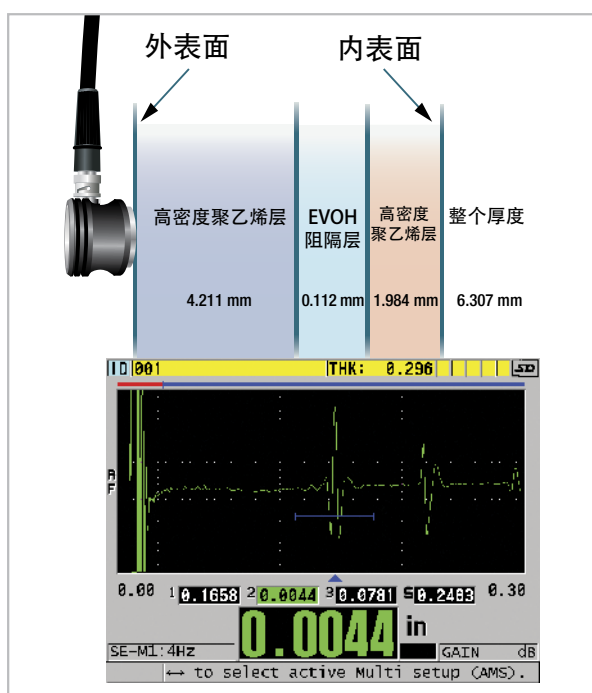 外表面
内表面
高密度聚乙烯层
EVOH
阻隔层
高密度
聚乙烯层
整个厚度
4.211 mm
0.112 mm
1.984 mm
6.307 mm
ID 001 THK: 0.296 SD
A
F
0.00 1 0.1658 2 0.0044 3 0.0781 S 0.2483 0.30
0.0044 in
SE-M1:4Hz GAIN dB
↔ to select active Multi setup (AMS).